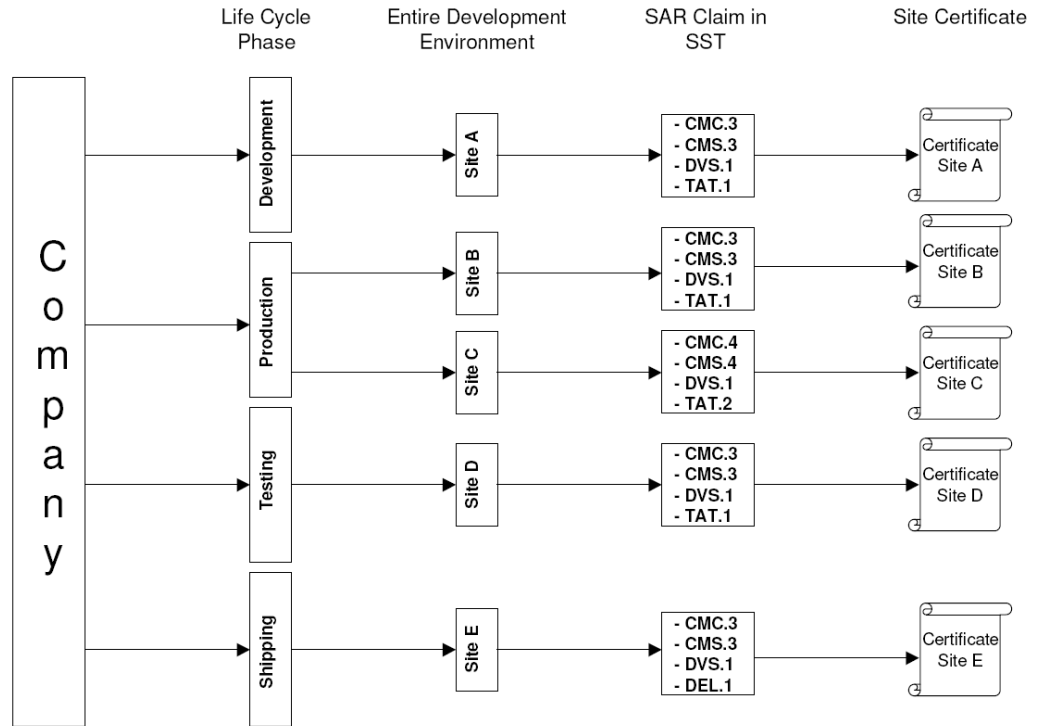 Life Cycle
Phase
Entire Development
Environment
SAR Claim in
SST
Site Certificate
Company
Development
Site A
- CMC.3
- CMS.3
- DVS.1
- TAT.1
Certificate
Site A
Production
Site B
- CMC.3
- CMS.3
- DVS.1
- TAT.1
Certificate
Site B
Site C
- CMC.4
- CMS.4
- DVS.1
- TAT.2
Certificate
Site C
Testing
Site D
- CMC.3
- CMS.3
- DVS.1
- TAT.1
Certificate
Site D
Shipping
Site E
- CMC.3
- CMS.3
- DVS.1
- DEL.1
Certificate
Site E